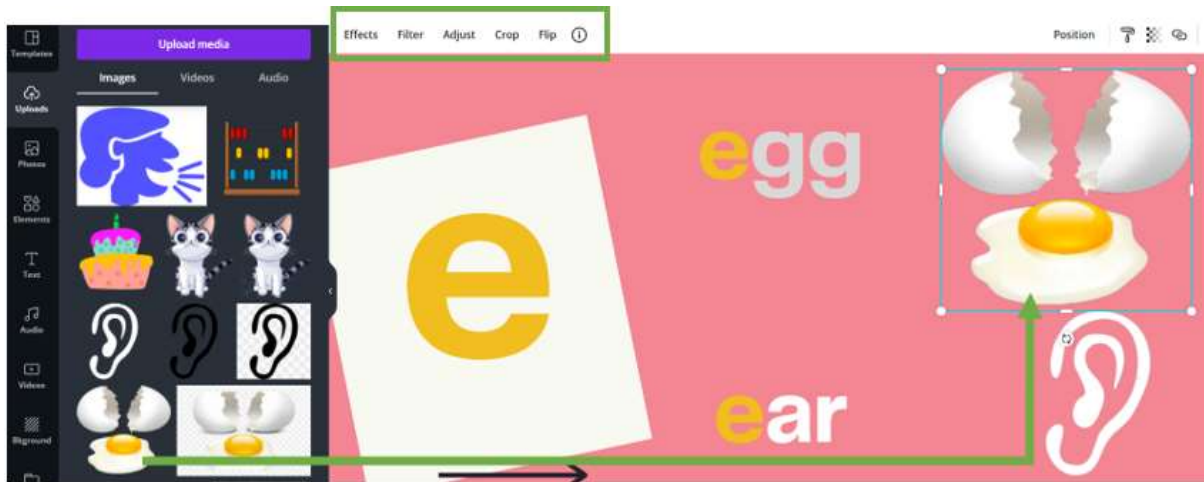 Templates
Uploads
Photos
Elements
Text
Audio
Videos
Bkground
Upload media
Images Videos Audio
Effects Filter Adjust Crop Flip
Position
e
egg
ear